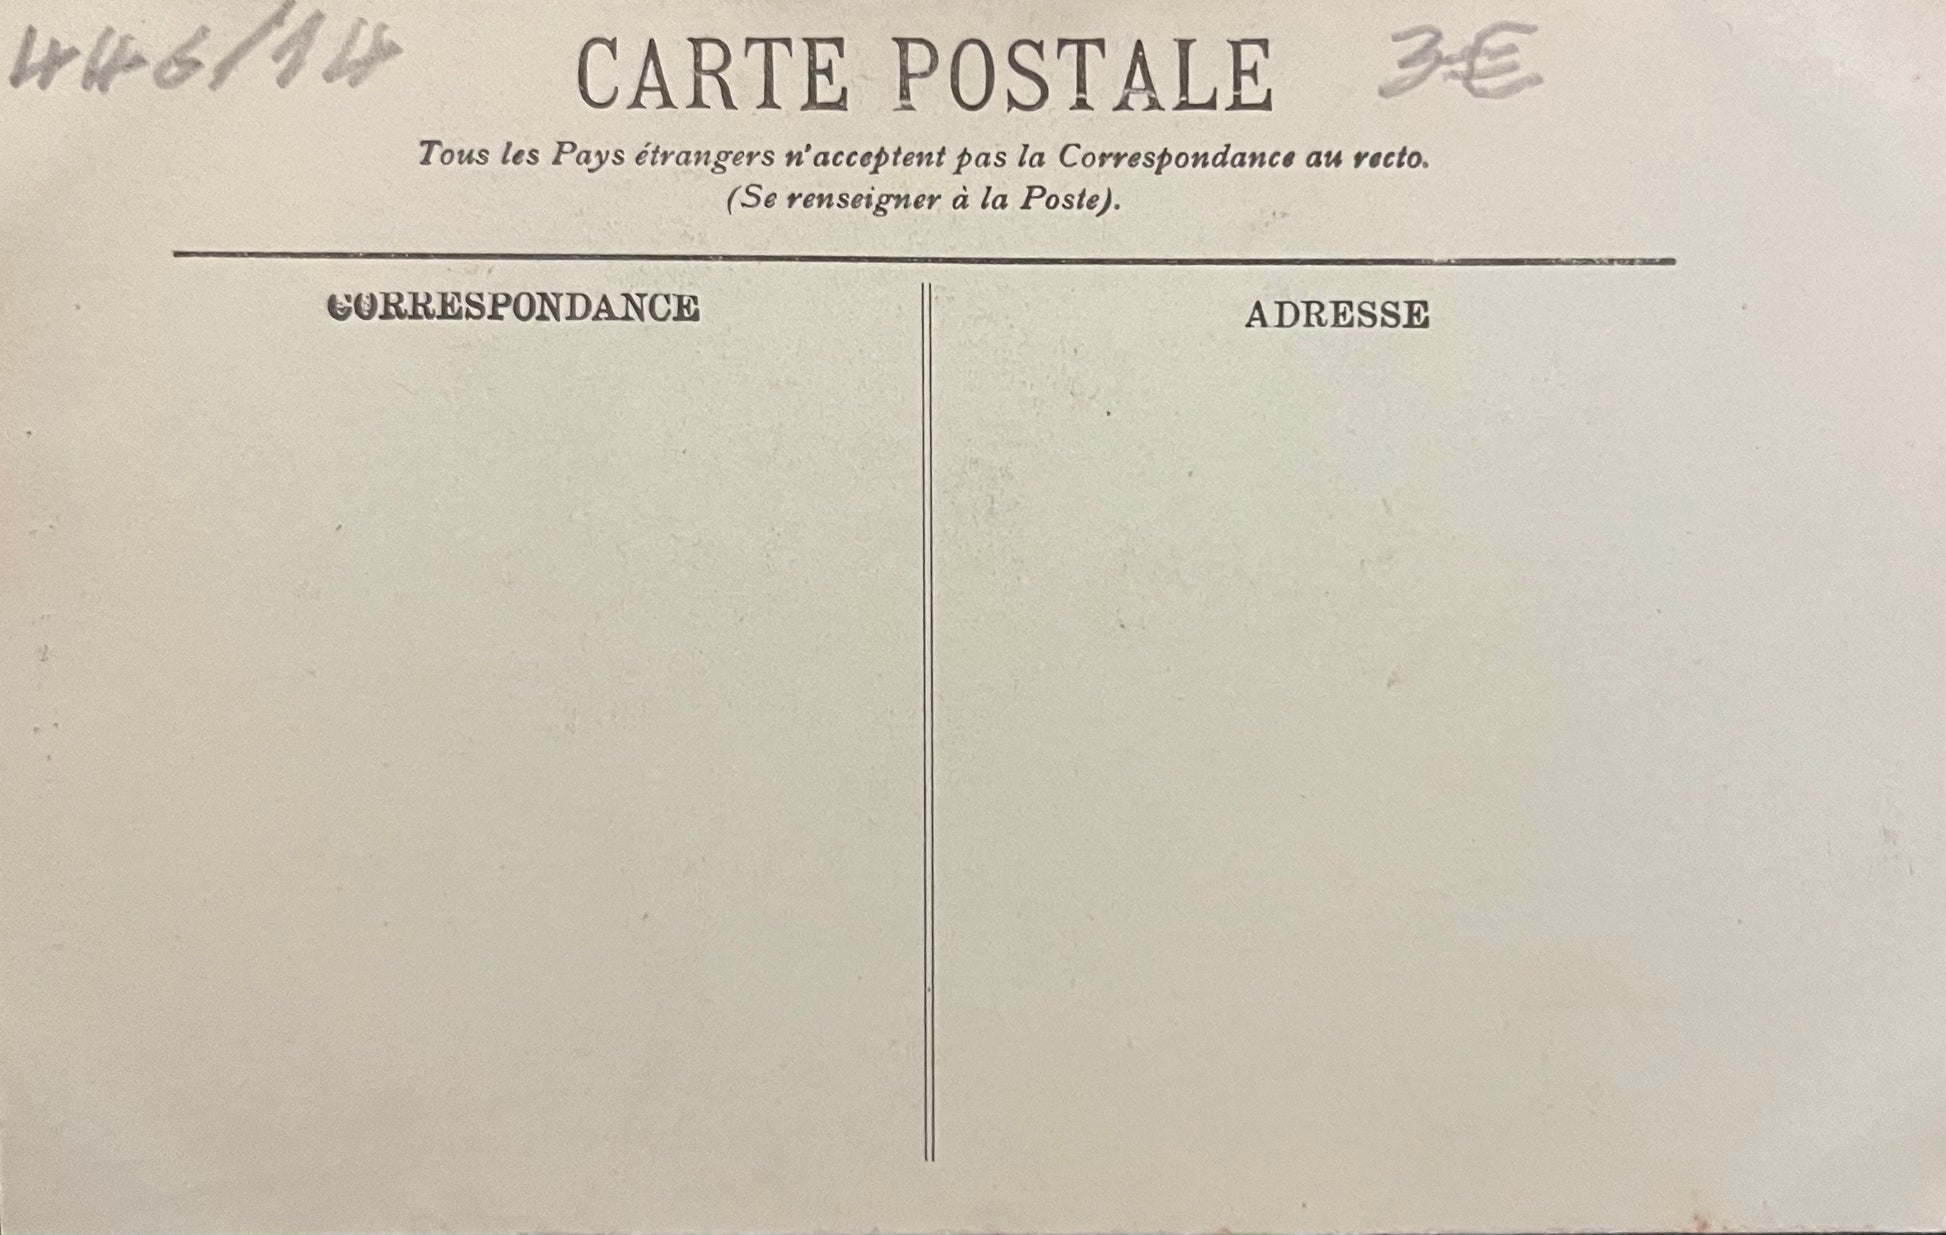 446/14
CARTE POSTALE
3€
Tous les Pays étrangers n'acceptent pas la Correspondance au recto.
(Se renseigner à la Poste).
CORRESPONDANCE
ADRESSE